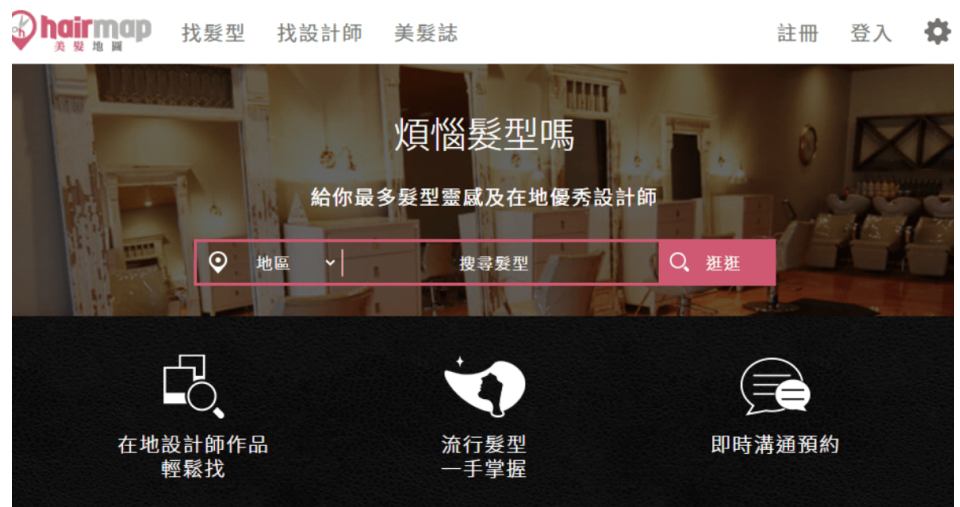 hairmap
美髮地圖
找髮型 找設計師 美髮誌 註冊 登入
煩惱髮型嗎
給你最多髮型靈感及在地優秀設計師
地區 搜尋髮型 逛逛
在地設計師作品
輕鬆找
流行髮型
一手掌握
即時溝通預約